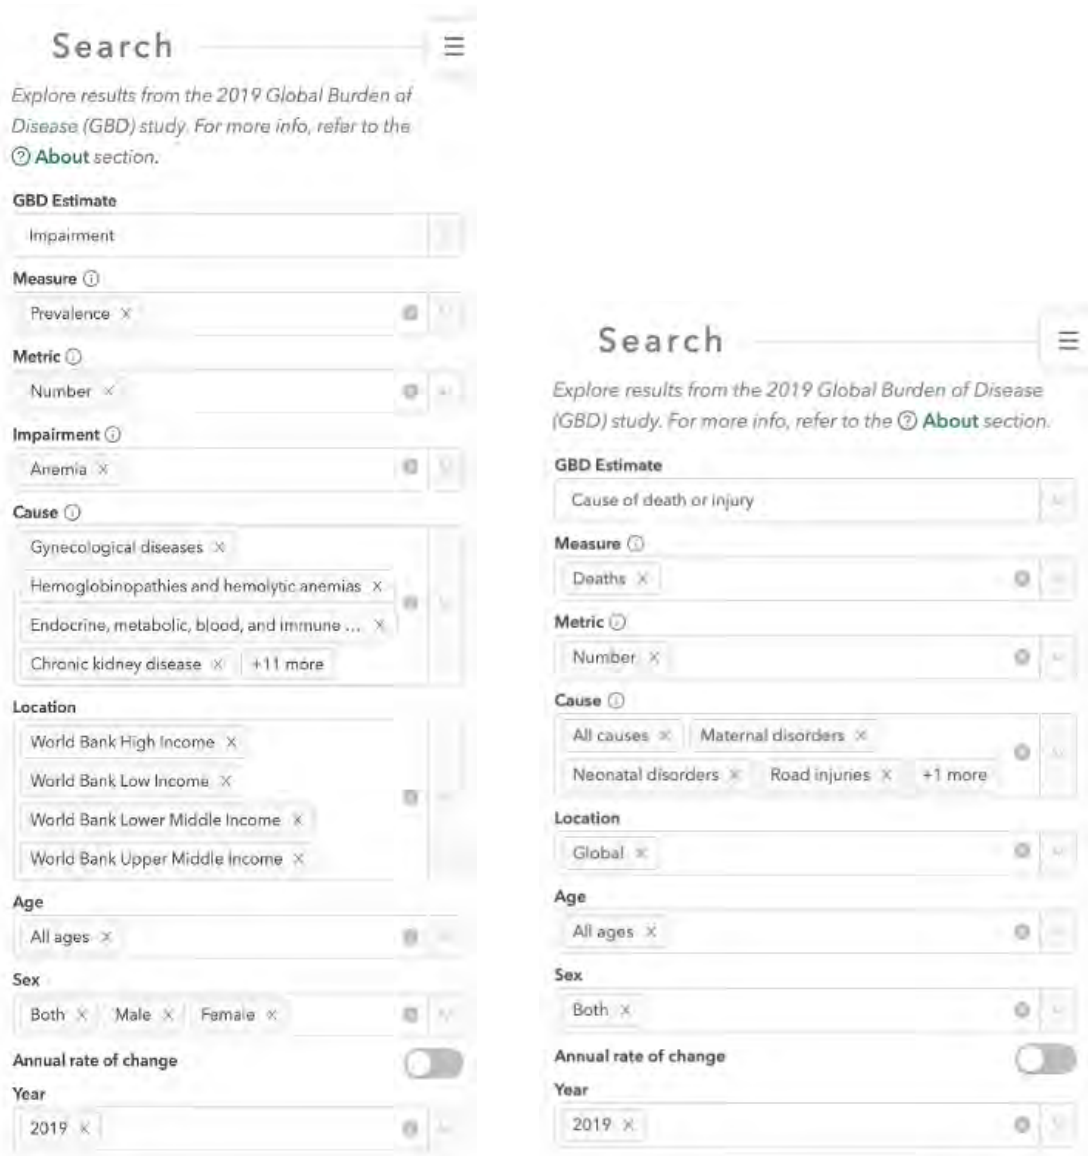 Search
Explore results from the 2019 Global Burden of
Disease (GBD) study. For more info, refer to the
? About section.
GBD Estimate
Impairment
Measure i
Prevalence ×
Metric i
Number ×
Impairment i
Anemia ×
Cause i
Gynecological diseases ×
Hemoglobinopathies and hemolytic anemias ×
Endocrine, metabolic, blood, and immune ... ×
Chronic kidney disease × +11 more
Location
World Bank High Income ×
World Bank Low Income ×
World Bank Lower Middle Income ×
World Bank Upper Middle Income ×
Age
All ages ×
Sex
Both × Male × Female ×
Annual rate of change
Year
2019 ×
Search
Explore results from the 2019 Global Burden of Disease
(GBD) study. For more info, refer to the ? About section.
GBD Estimate
Cause of death or injury
Measure i
Deaths ×
Metric i
Number ×
Cause i
All causes × Maternal disorders ×
Neonatal disorders × Road injuries × +1 more
Location
Global ×
Age
All ages ×
Sex
Both ×
Annual rate of change
Year
2019 ×